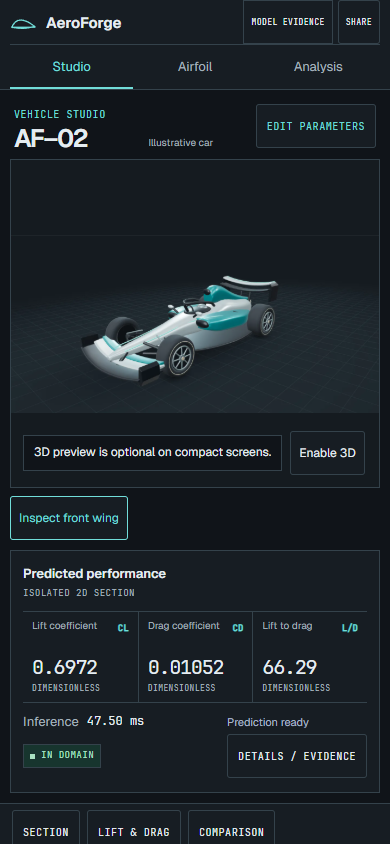 AeroForge
MODEL EVIDENCE
SHARE
Studio
Airfoil
Analysis
VEHICLE STUDIO
AF–02
Illustrative car
EDIT PARAMETERS
3D preview is optional on compact screens.
Enable 3D
Inspect front wing
Predicted performance
ISOLATED 2D SECTION
Lift coefficient CL
Drag coefficient CD
Lift to drag L/D
0.6972
0.01052
66.29
DIMENSIONLESS
DIMENSIONLESS
DIMENSIONLESS
Inference 47.50 ms
Prediction ready
IN DOMAIN
DETAILS / EVIDENCE
SECTION
LIFT & DRAG
COMPARISON